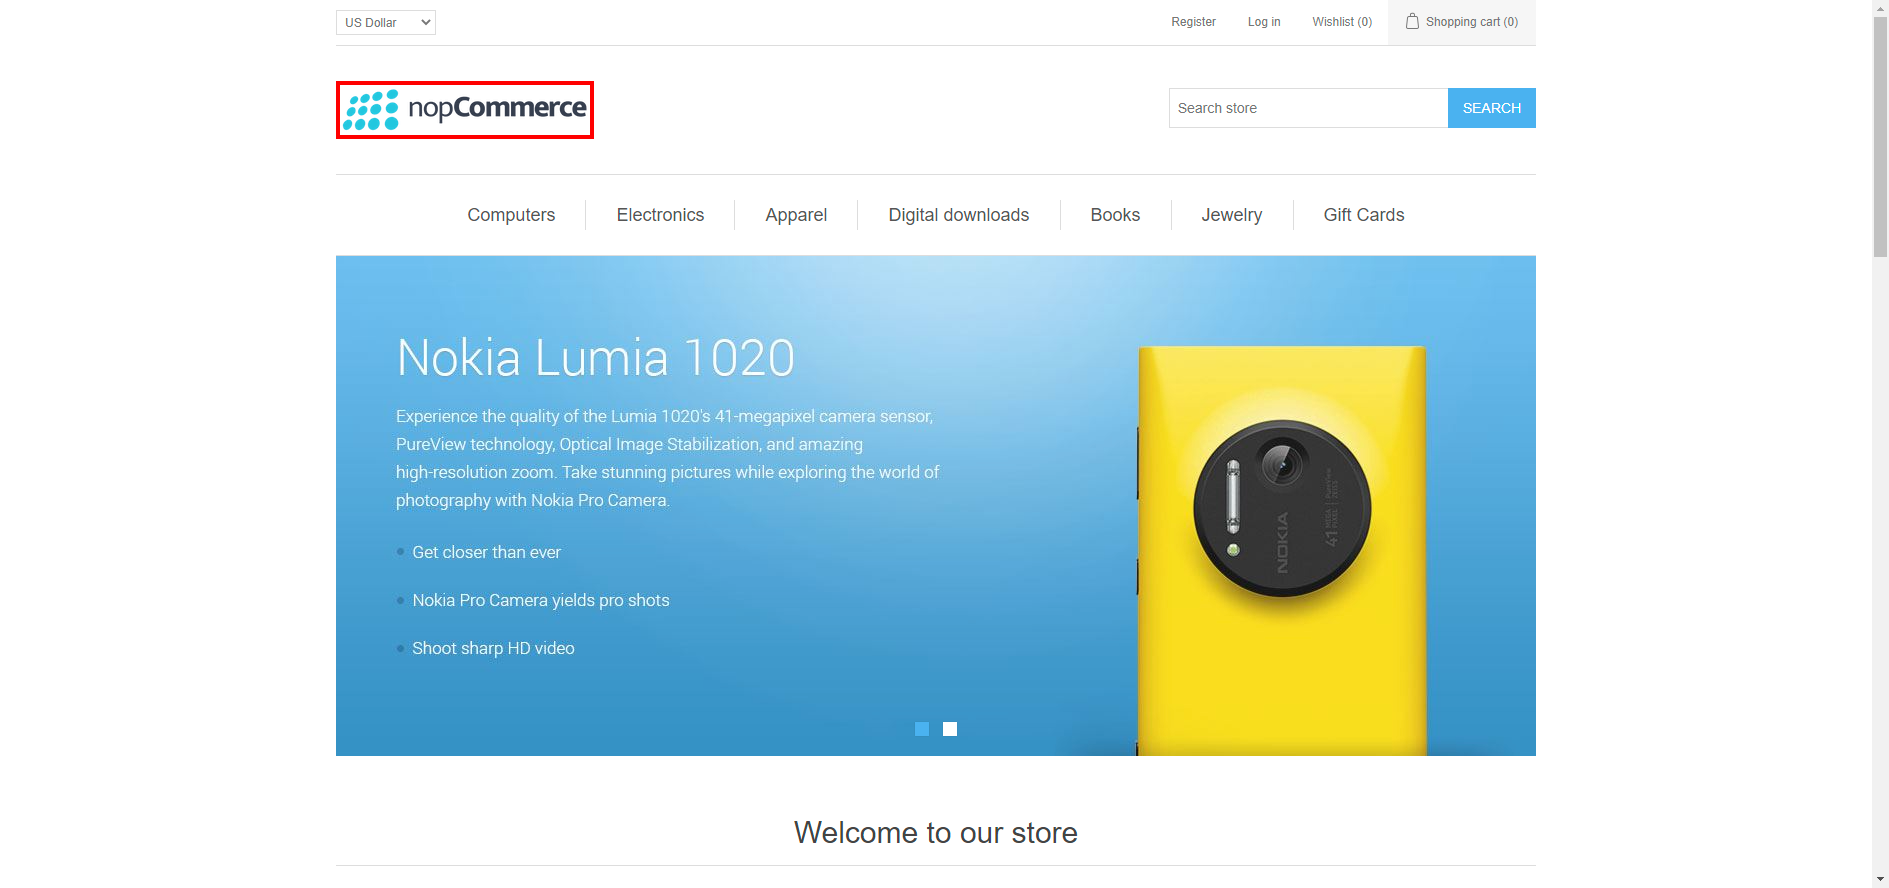 US Dollar
Register
Log in
Wishlist (0)
Shopping cart (0)
nopCommerce
Search store
SEARCH
Computers
Electronics
Apparel
Digital downloads
Books
Jewelry
Gift Cards
Nokia Lumia 1020
Experience the quality of the Lumia 1020's 41-megapixel camera sensor,
PureView technology, Optical Image Stabilization, and amazing
high-resolution zoom. Take stunning pictures while exploring the world of
photography with Nokia Pro Camera.
Get closer than ever
Nokia Pro Camera yields pro shots
Shoot sharp HD video
NOKIA
41 MEGA PIXEL
PureView
ZEISS
Welcome to our store